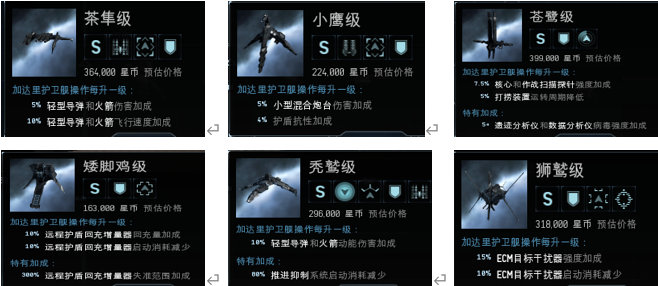 茶隼级
S
364,000 星币 预估价格
加达里护卫舰操作每升一级：
5% 轻型导弹和火箭伤害加成
10% 轻型导弹和火箭飞行速度加成
小鹰级
S
224,000 星币 预估价格
加达里护卫舰操作每升一级：
5% 小型混合炮台伤害加成
4% 护盾抗性加成
苍鹭级
S
399,000 星币 预估价格
加达里护卫舰操作每升一级：
7.5% 核心和作战扫描探针强度加成
5% 打捞装置运转周期降低
特有加成：
5+ 遗迹分析仪和数据分析仪病毒强度加成
矮脚鸡级
S
163,000 星币 预估价格
加达里护卫舰操作每升一级：
10% 远程护盾回充增量器回充量加成
10% 远程护盾回充增量器启动消耗减少
特有加成：
300% 远程护盾回充增量器失准范围加成
秃鹫级
S
296,000 星币 预估价格
加达里护卫舰操作每升一级：
10% 轻型导弹和火箭动能伤害加成
特有加成：
80% 推进抑制系统启动消耗减少
狮鹫级
S
318,000 星币 预估价格
加达里护卫舰操作每升一级：
15% ECM目标干扰器强度加成
10% ECM目标干扰器启动消耗减少